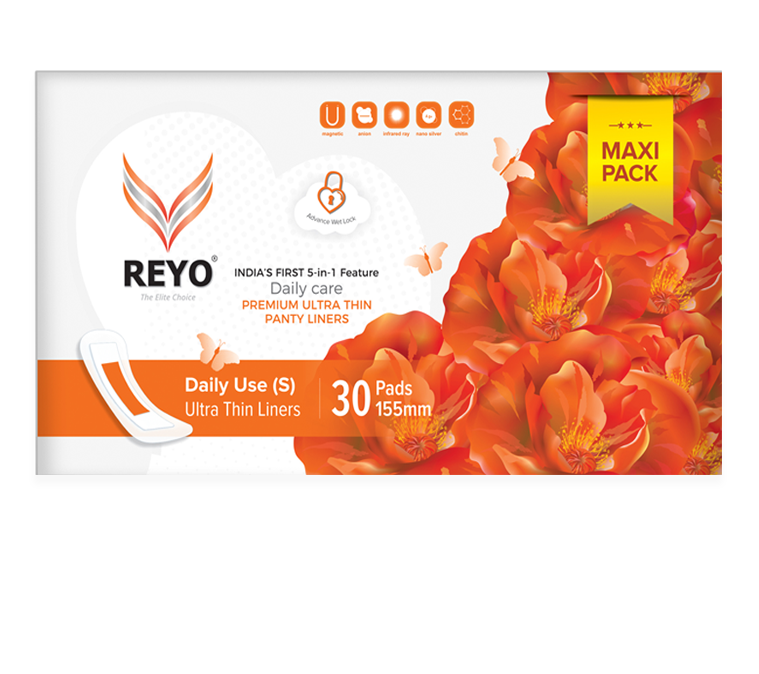 magnetic anion infrared ray nano silver chitin
MAXI
PACK
Advance Wet Lock
REYO®
The Elite Choice
INDIA'S FIRST 5-in-1 Feature
Daily care
PREMIUM ULTRA THIN
PANTY LINERS
Daily Use (S)
Ultra Thin Liners
30 Pads
155mm